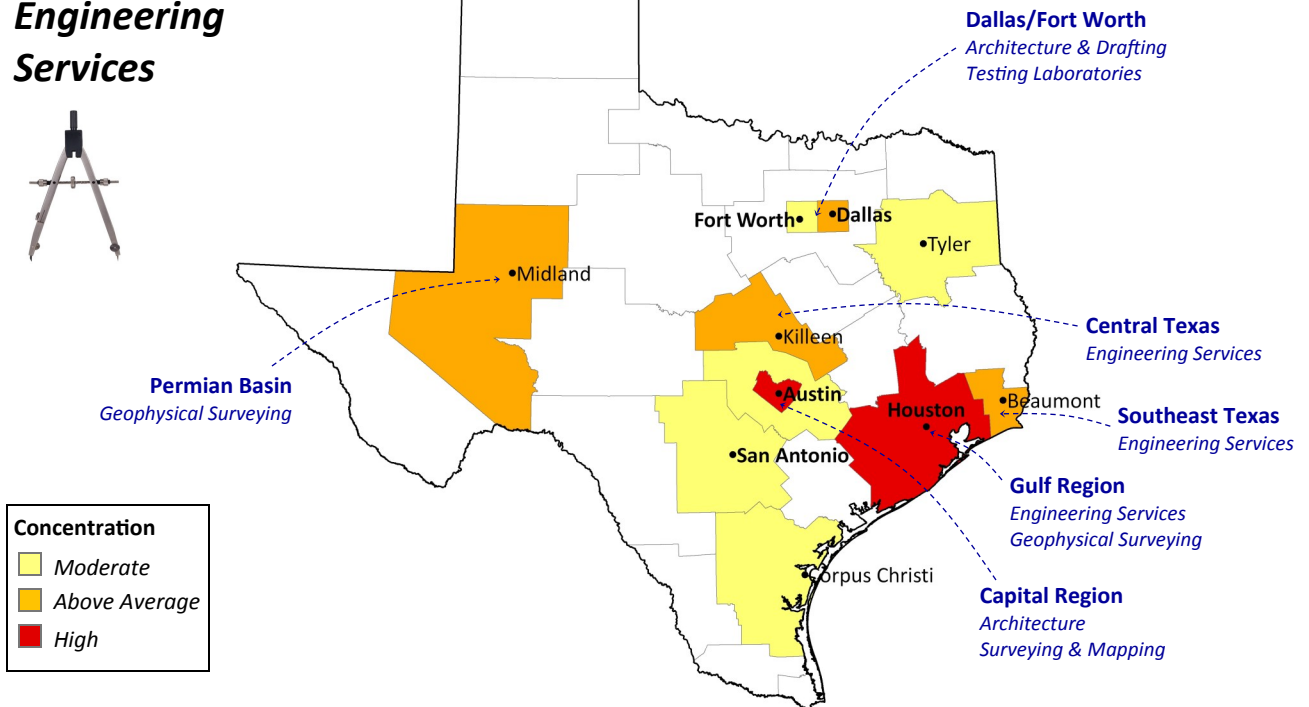 Engineering
Services
Dallas/Fort Worth
Architecture & Drafting
Testing Laboratories
Fort Worth
Dallas
Tyler
Midland
Killeen
Central Texas
Engineering Services
Permian Basin
Geophysical Surveying
Austin
Houston
Beaumont
Southeast Texas
Engineering Services
San Antonio
Gulf Region
Engineering Services
Geophysical Surveying
Corpus Christi
Capital Region
Architecture
Surveying & Mapping
Concentration
Moderate
Above Average
High